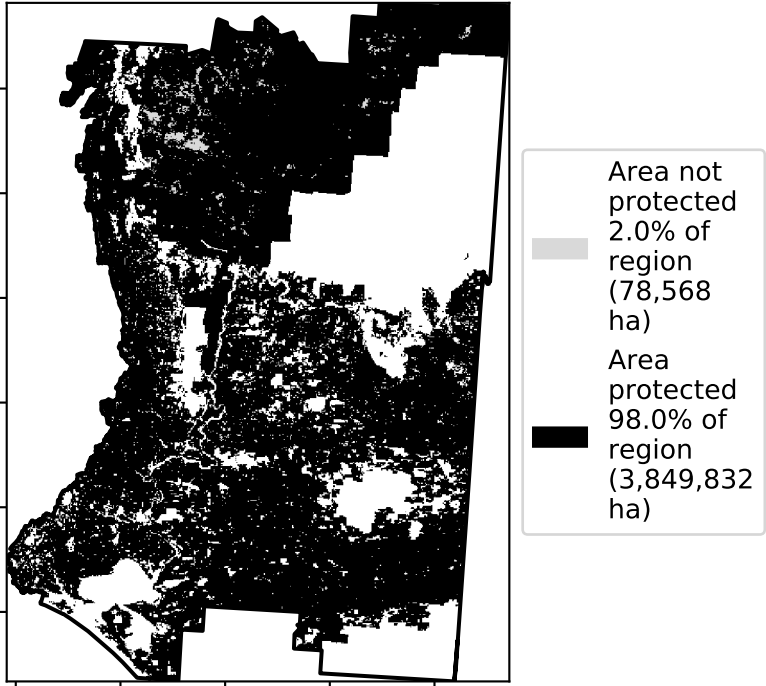 Area not
protected
2.0% of
region
(78,568
ha)
Area
protected
98.0% of
region
(3,849,832
ha)